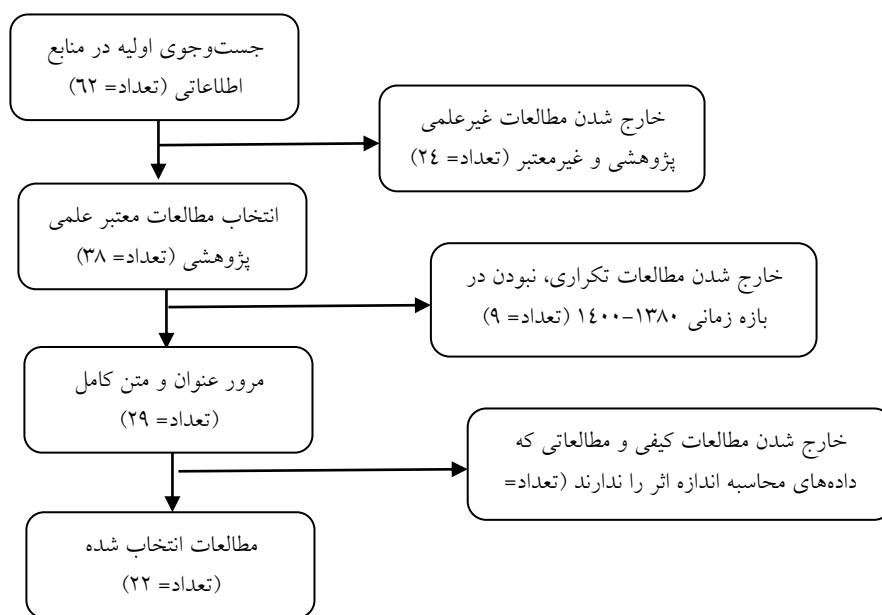 جست‌وجوی اولیه در منابع
اطلاعاتی (تعداد= ٦٢)
خارج شدن مطالعات غیرعلمی
پژوهشی و غیرمعتبر (تعداد= ٢٤)
انتخاب مطالعات معتبر علمی
پژوهشی (تعداد= ٣٨)
خارج شدن مطالعات تکراری، نبودن در
بازه زمانی ١٣٨٠-١٤٠٠ (تعداد= ٩)
مرور عنوان و متن کامل
(تعداد= ٢٩)
خارج شدن مطالعات کیفی و مطالعاتی که
داده‌های محاسبه اندازه اثر را ندارند (تعداد=
مطالعات انتخاب شده
(تعداد= ٢٢)